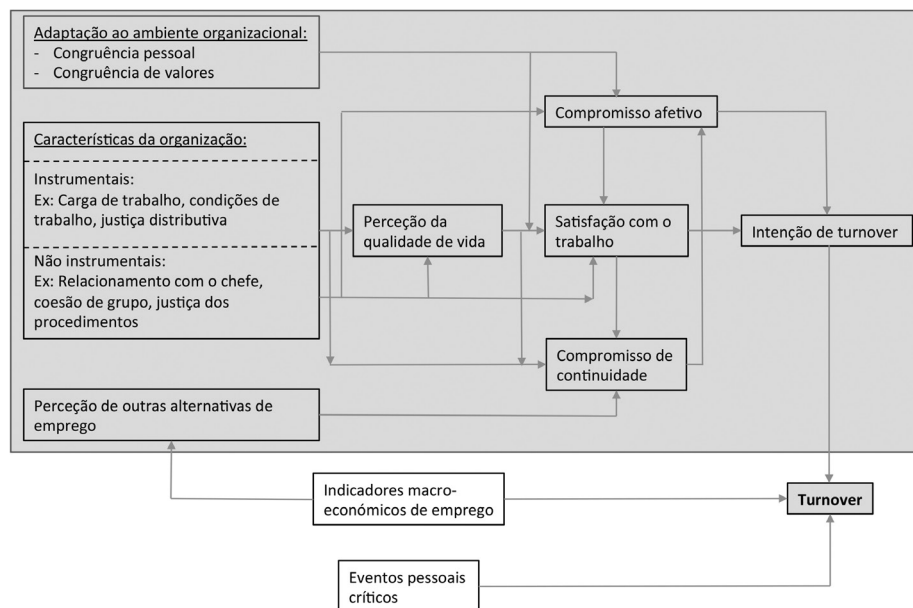 Adaptação ao ambiente organizacional:
- Congruência pessoal
- Congruência de valores
Compromisso afetivo
Características da organização:
Instrumentais:
Ex: Carga de trabalho, condições de
trabalho, justiça distributiva
Perceção da
qualidade de vida
Satisfação com o
trabalho
Intenção de turnover
Não instrumentais:
Ex: Relacionamento com o chefe,
coesão de grupo, justiça dos
procedimentos
Compromisso de
continuidade
Perceção de outras alternativas de
emprego
Indicadores macro-
económicos de emprego
Turnover
Eventos pessoais
críticos